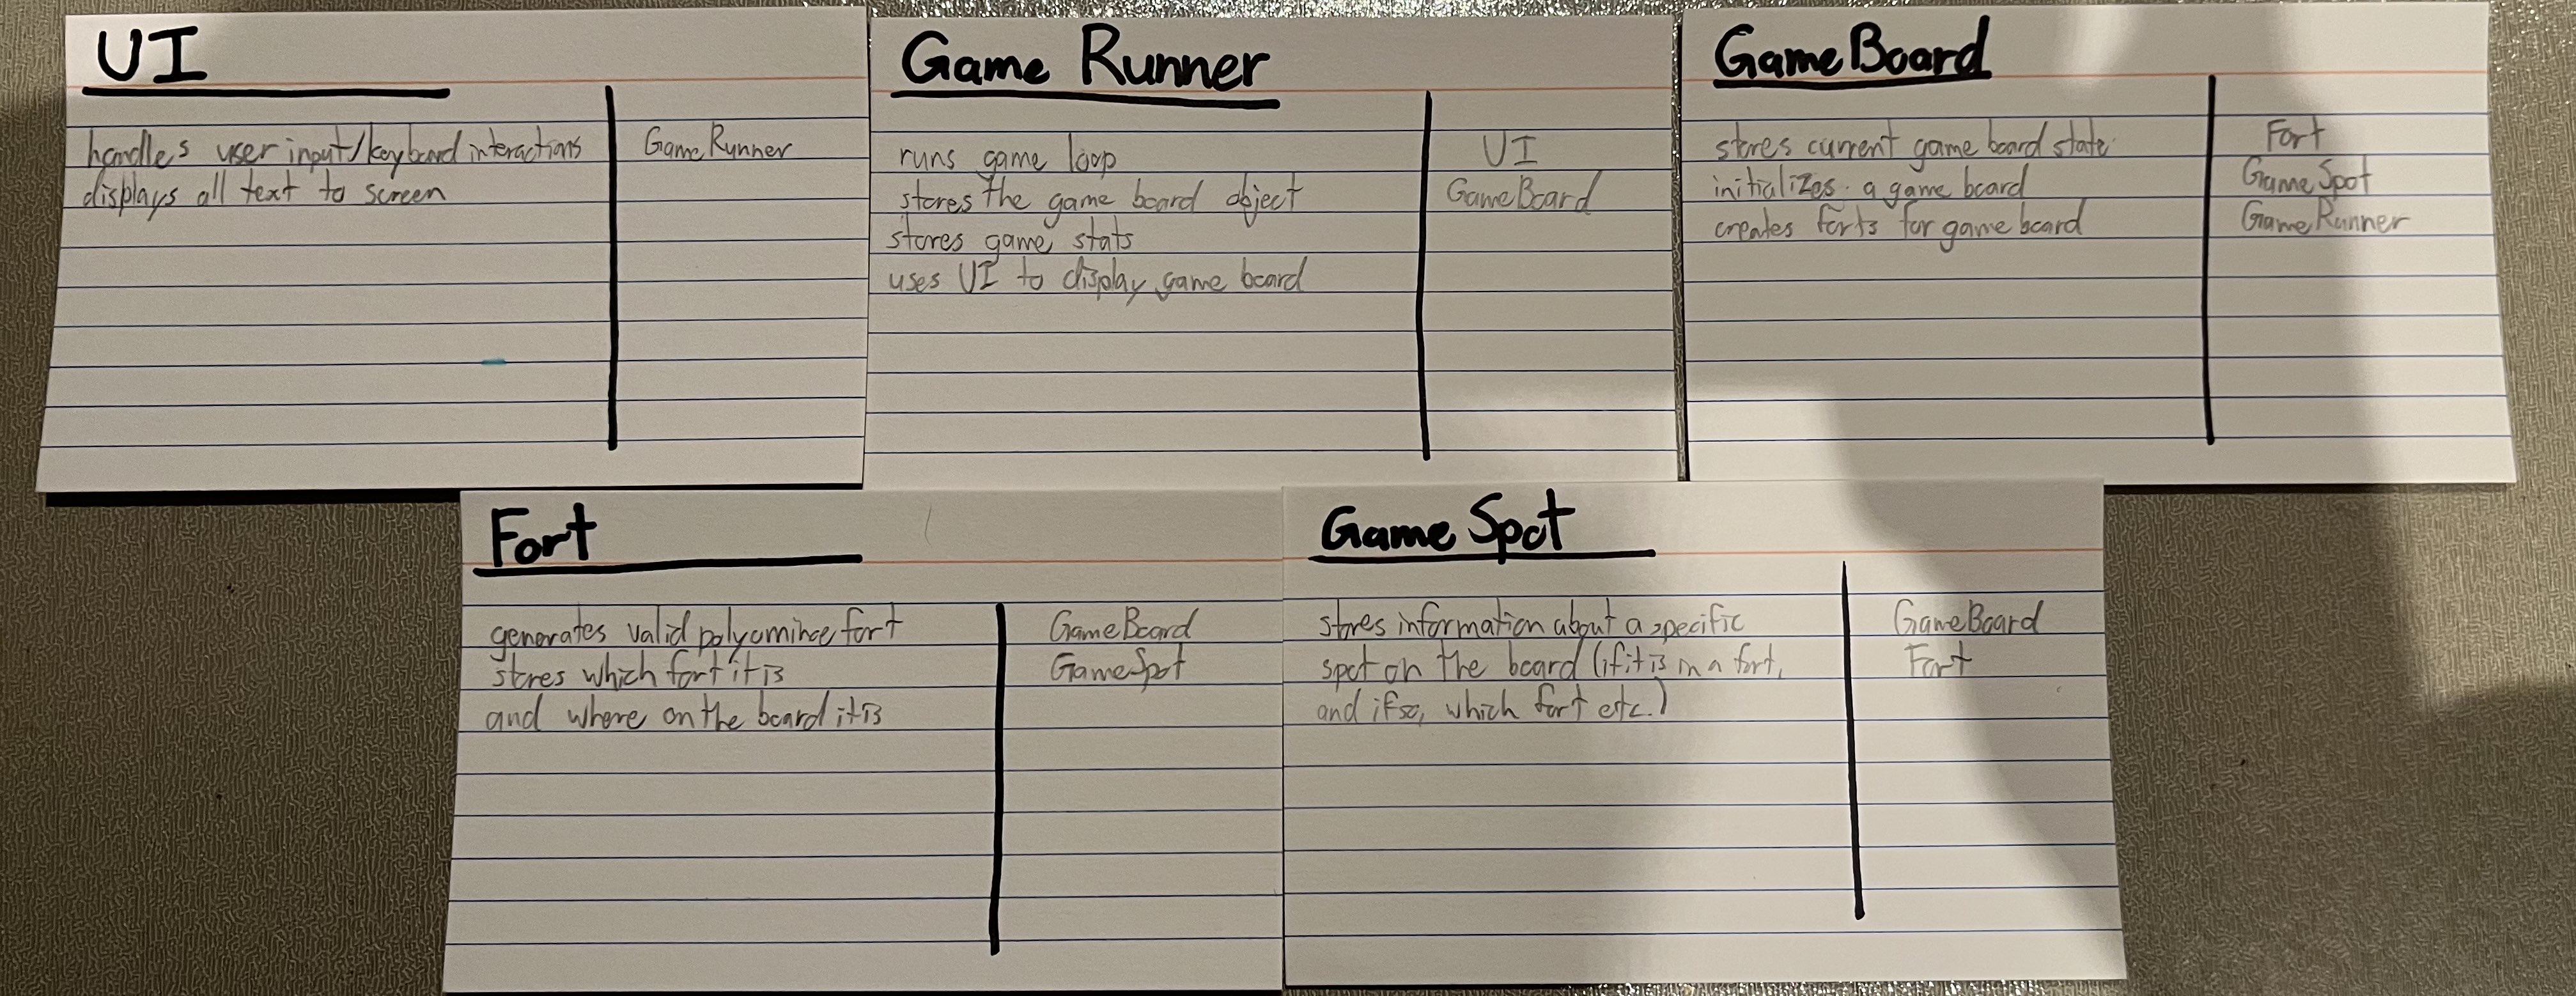 UI
handles user input/keyboard interactions
displays all text to screen
GameRunner
Game Runner
runs game loop
stores the game board object
stores game stats
uses UI to display game board
UI
GameBoard
GameBoard
stores current game board state
initializes a game board
creates forts for game board
Fort
GameSpot
GameRunner
Fort
generates valid polyominoe fort
stores which fort it is
and where on the board it is
GameBoard
GameSpot
Game Spot
stores information about a specific
spot on the board (if it is in a fort,
and if so, which fort etc.)
GameBoard
Fort